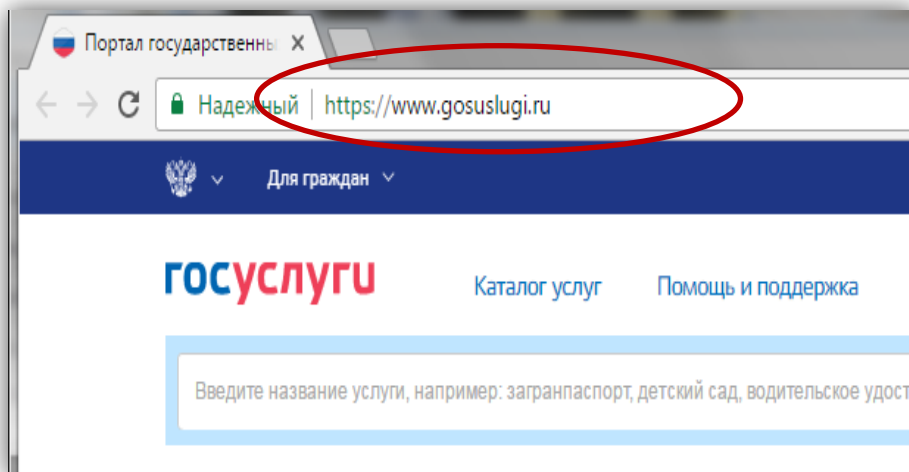 Портал государственны
Надежный | https://www.gosuslugi.ru
Для граждан
госуслуги
Каталог услуг Помощь и поддержка
Введите название услуги, например: загранпаспорт, детский сад, водительское удост